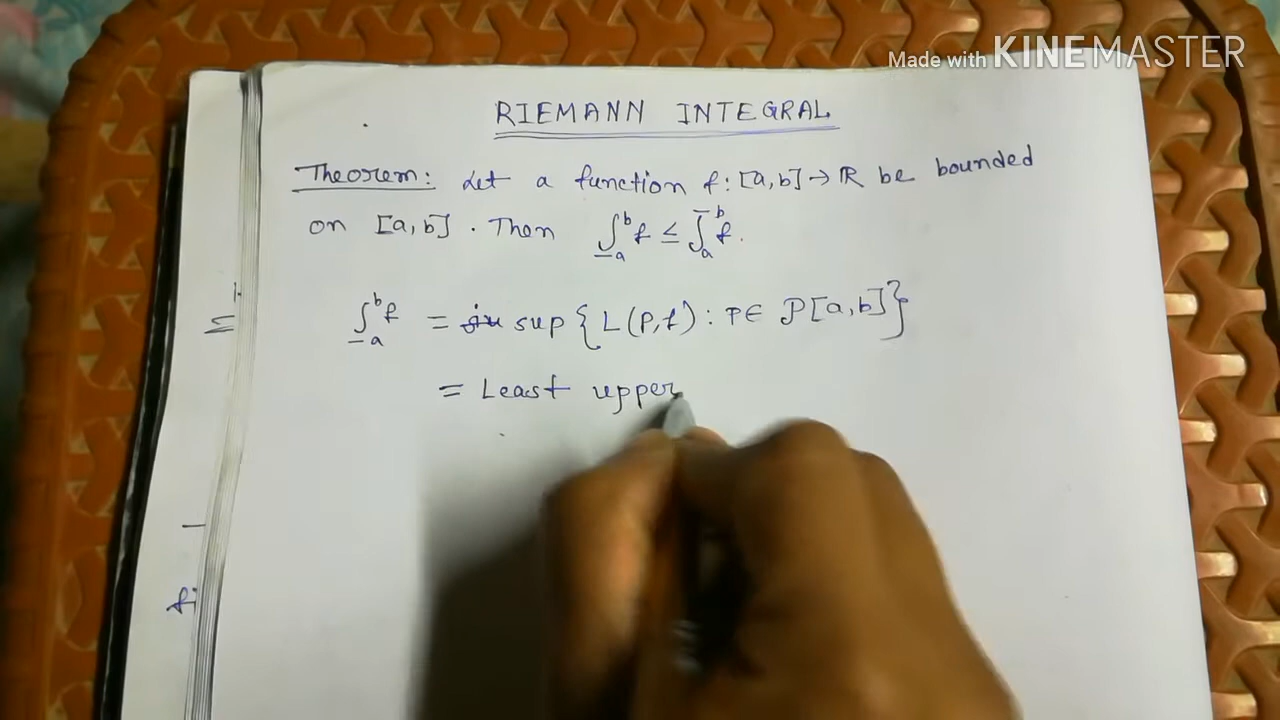 Made with KINEMASTER
RIEMANN INTEGRAL
Theorem: Let a function f: [a,b] → ℝ be bounded
on [a,b]. Then ∫̲ₐᵇ f ≤ ∫̅ₐᵇ f.
∫̲ₐᵇ f = sup { L(P,f) : P ∈ 𝒫[a,b] }
= Least upper